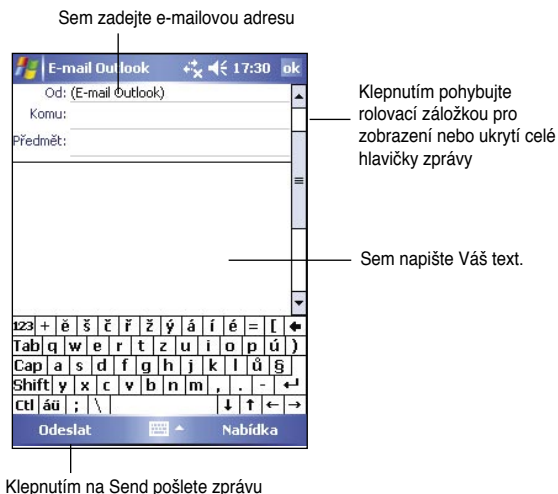 Sem zadejte e-mailovou adresu
E-mail Outlook 17:30 ok
Od: (E-mail Outlook)
Komu:
Předmět:
Klepnutím pohybujte
rolovací záložkou pro
zobrazení nebo ukrytí celé
hlavičky zprávy
Sem napište Váš text.
123 + ě š č ř ž ý á í é = [ ←
Tab q w e r t z u i o p ú )
Cap a s d f g h j k l ů §
Shift y x c v b n m , . - ↵
Ctl áü ; \ ↓ ↑ ← →
Odeslat Nabídka
Klepnutím na Send pošlete zprávu